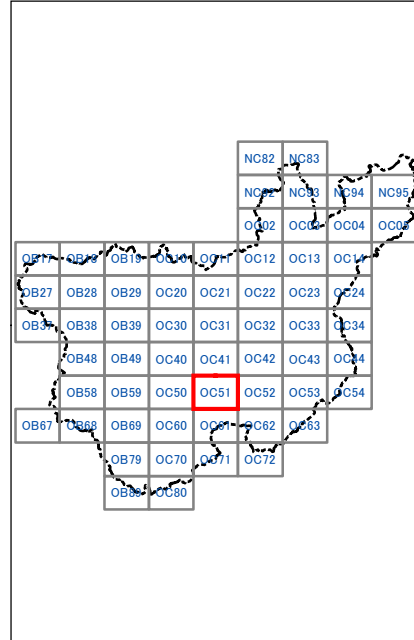 NC82 NC83
NC92 NC93 NC94 NC95
OC02 OC03 OC04 OC05
OB17 OB18 OB19 OC10 OC11 OC12 OC13 OC14
OB27 OB28 OB29 OC20 OC21 OC22 OC23 OC24
OB37 OB38 OB39 OC30 OC31 OC32 OC33 OC34
OB48 OB49 OC40 OC41 OC42 OC43 OC44
OB58 OB59 OC50 OC51 OC52 OC53 OC54
OB67 OB68 OB69 OC60 OC61 OC62 OC63
OB79 OC70 OC71 OC72
OB89 OC80